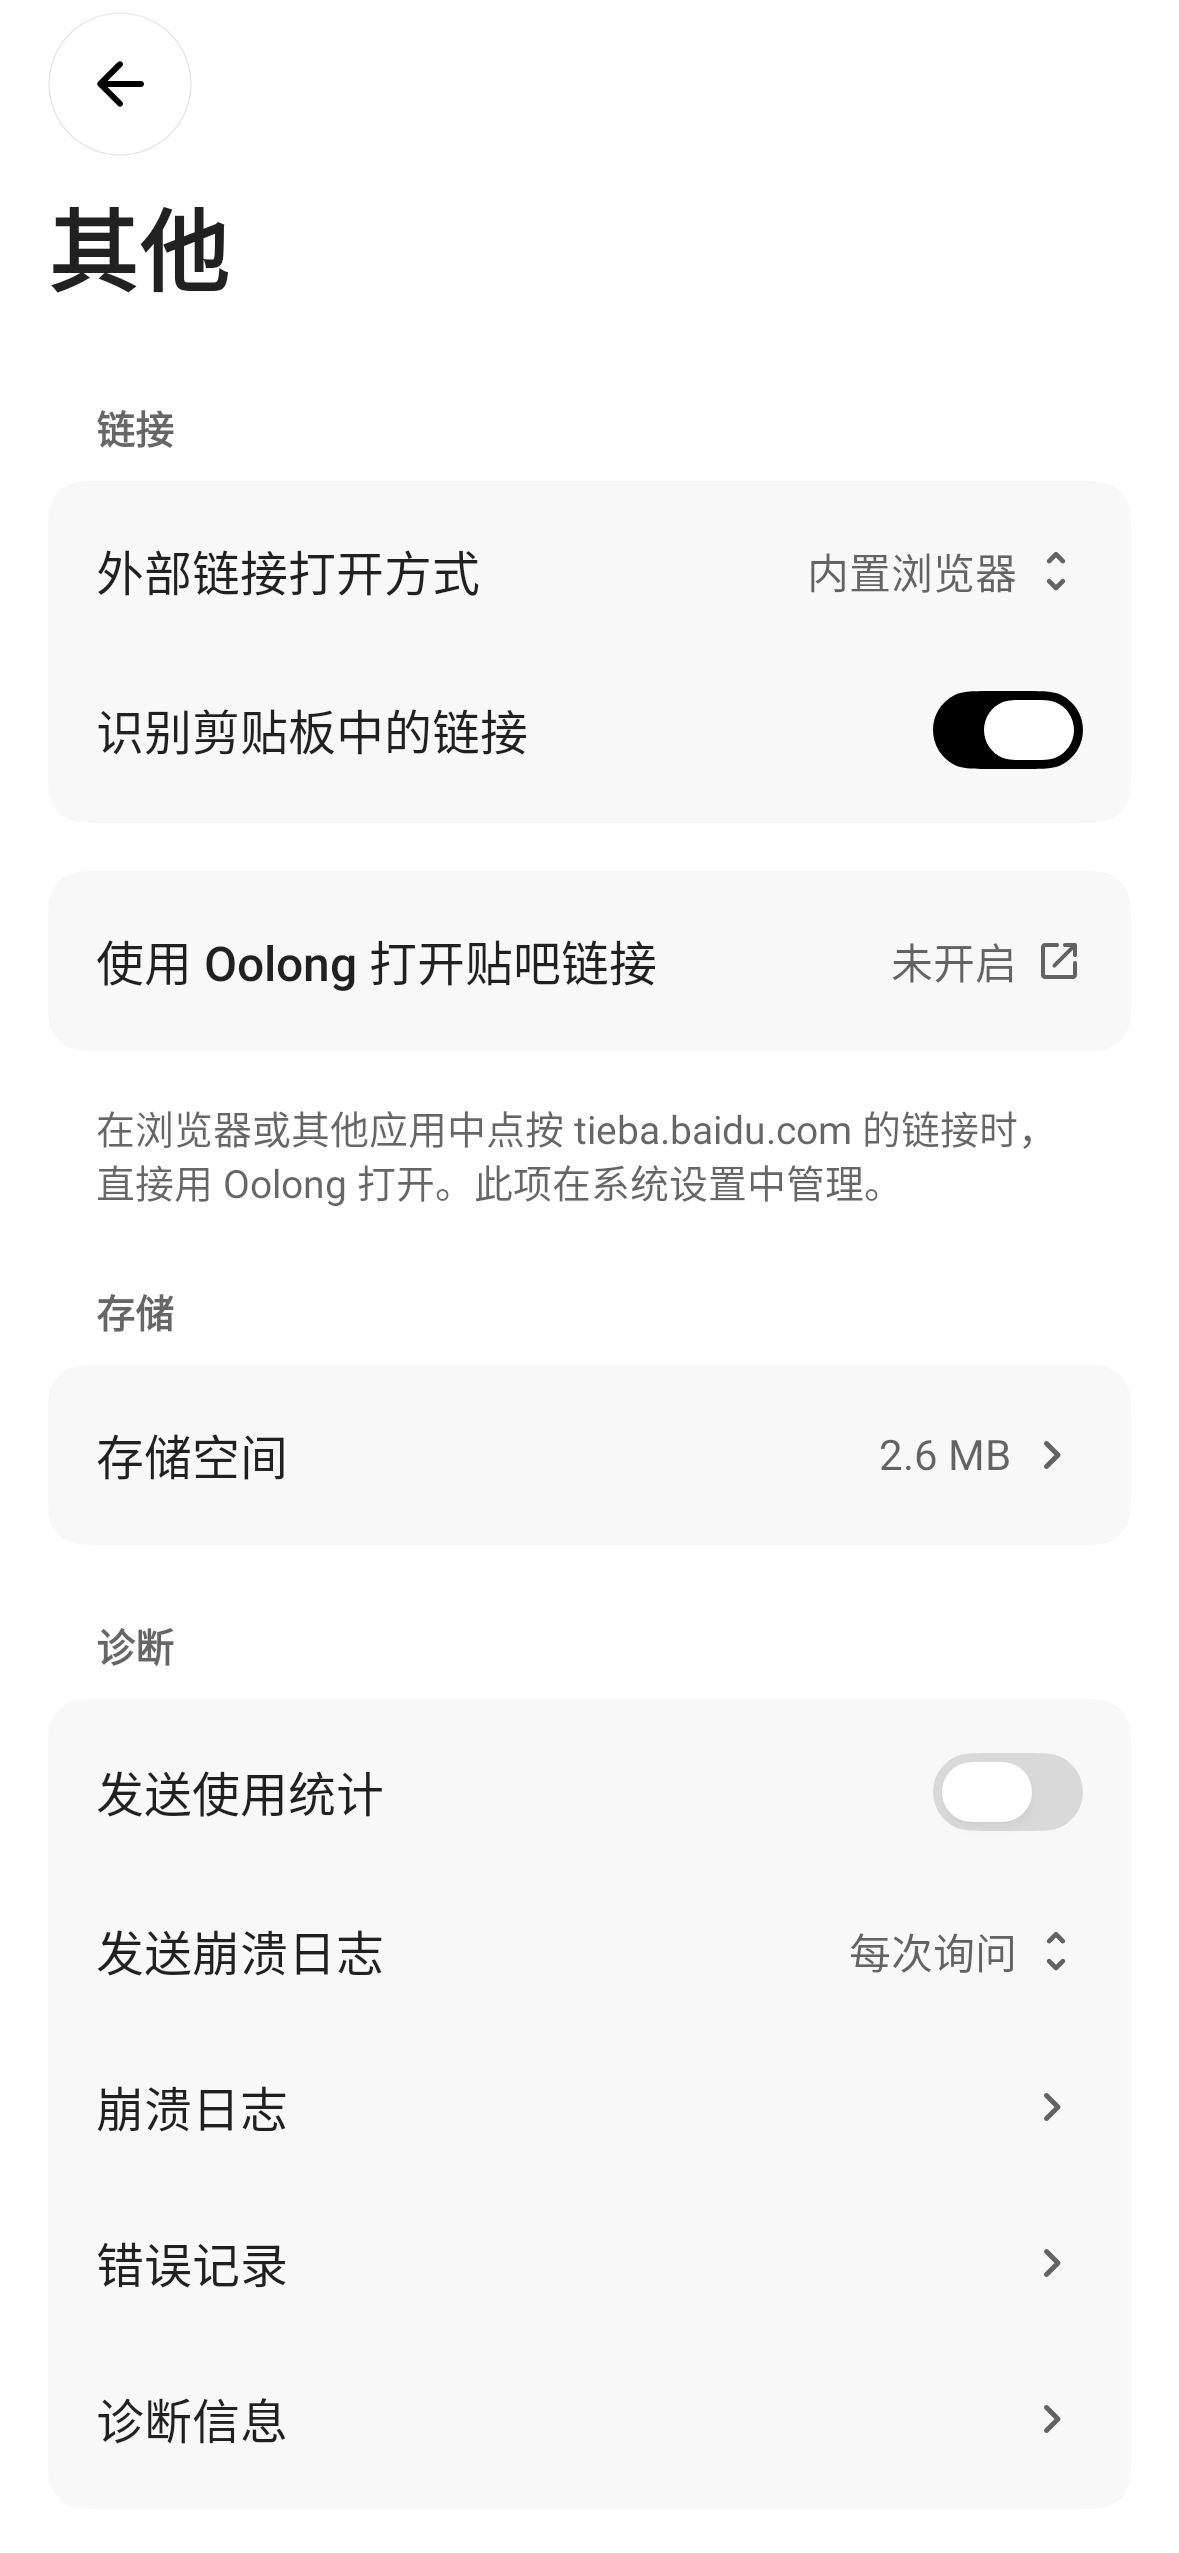 其他
链接
外部链接打开方式
内置浏览器
识别剪贴板中的链接
使用 Oolong 打开贴吧链接
未开启
在浏览器或其他应用中点按 tieba.baidu.com 的链接时，
直接用 Oolong 打开。此项在系统设置中管理。
存储
存储空间
2.6 MB
诊断
发送使用统计
发送崩溃日志
每次询问
崩溃日志
错误记录
诊断信息